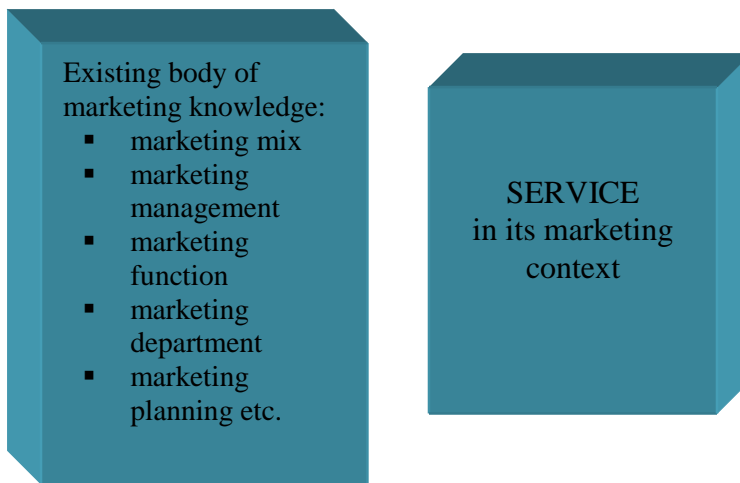 Existing body of
marketing knowledge:
▪ marketing mix
▪ marketing
management
▪ marketing
function
▪ marketing
department
▪ marketing
planning etc.
SERVICE
in its marketing
context